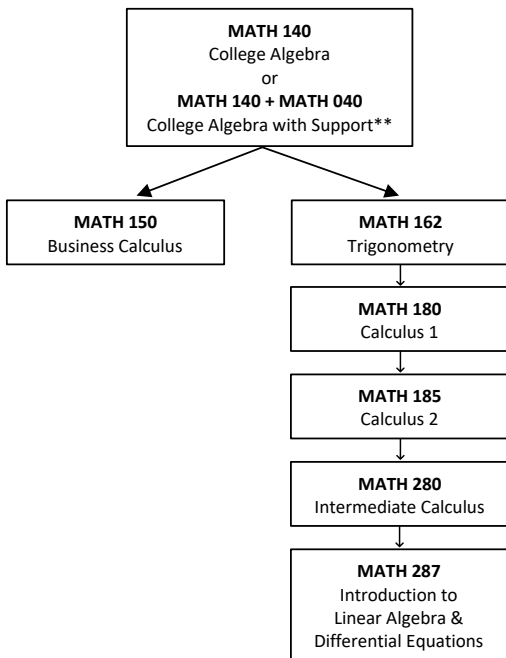 MATH 140
College Algebra
or
MATH 140 + MATH 040
College Algebra with Support**
MATH 150
Business Calculus
MATH 162
Trigonometry
MATH 180
Calculus 1
MATH 185
Calculus 2
MATH 280
Intermediate Calculus
MATH 287
Introduction to
Linear Algebra &
Differential Equations